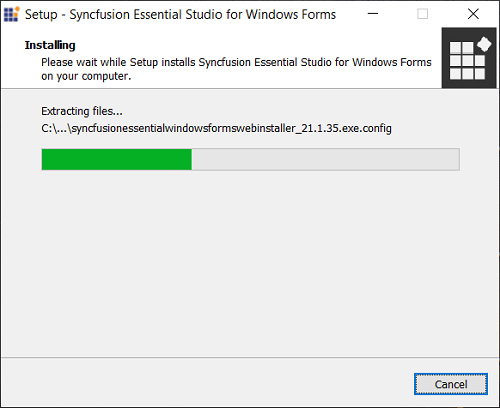 Setup - Syncfusion Essential Studio for Windows Forms
Installing
Please wait while Setup installs Syncfusion Essential Studio for Windows Forms
on your computer.
Extracting files...
C:\...\syncfusionessentialwindowsformswebinstaller_21.1.35.exe.config
Cancel